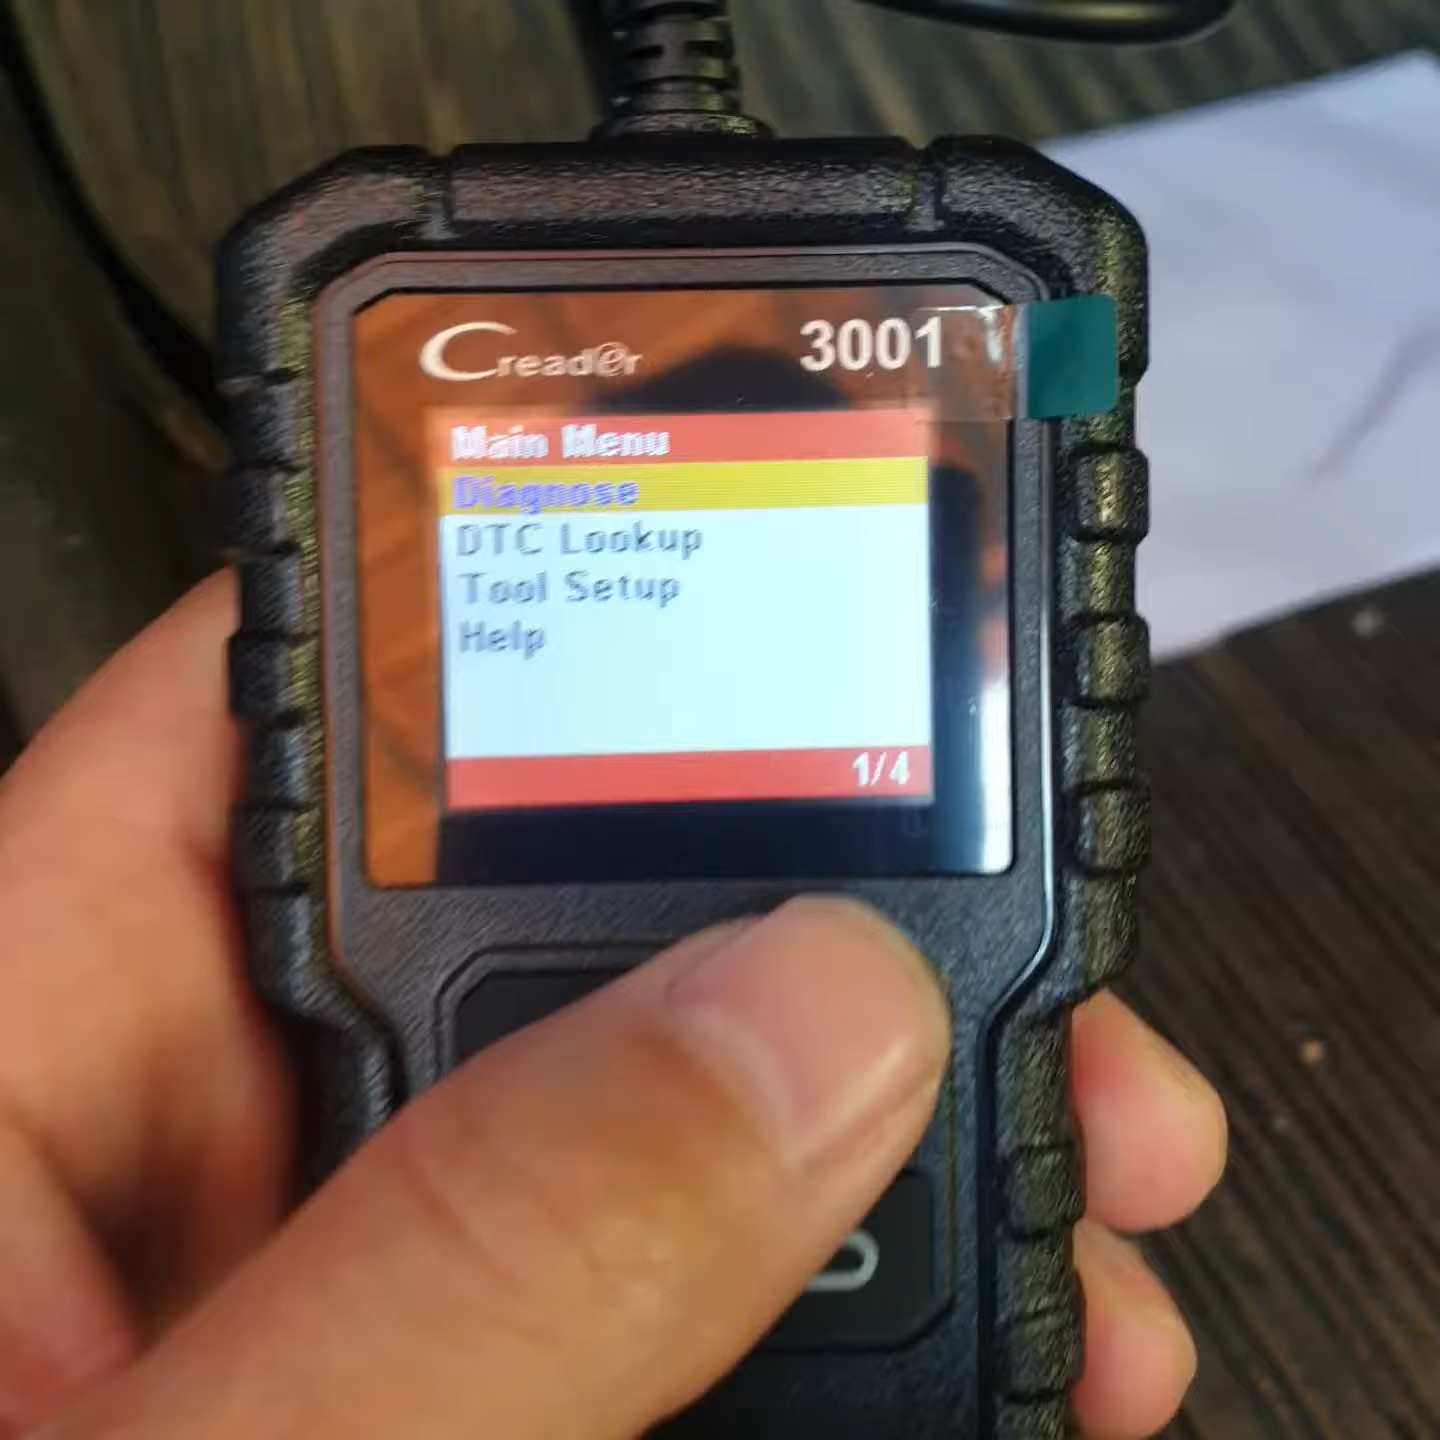 Creader 3001
Main Menu
Diagnose
DTC Lookup
Tool Setup
Help
1/4